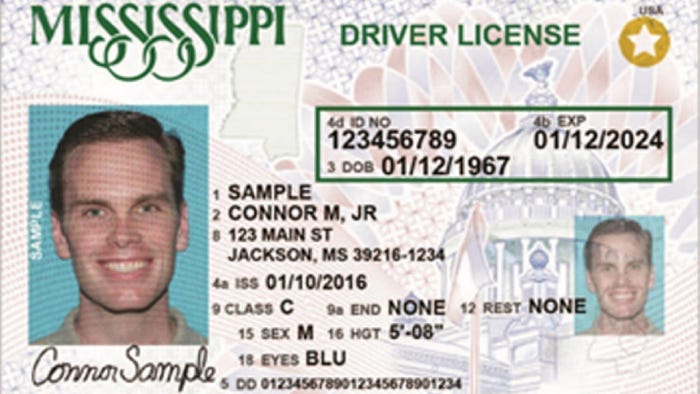 MISSISSIPPI
DRIVER LICENSE
USA
4d ID NO 4b EXP
123456789 01/12/2024
3 DOB 01/12/1967
1 SAMPLE
2 CONNOR M, JR
8 123 MAIN ST
JACKSON, MS 39216-1234
4a ISS 01/10/2016
9 CLASS C 9a END NONE 12 REST NONE
15 SEX M 16 HGT 5'-08"
18 EYES BLU
5 DD 0123456789012345678901234
SAMPLE
Connor Sample